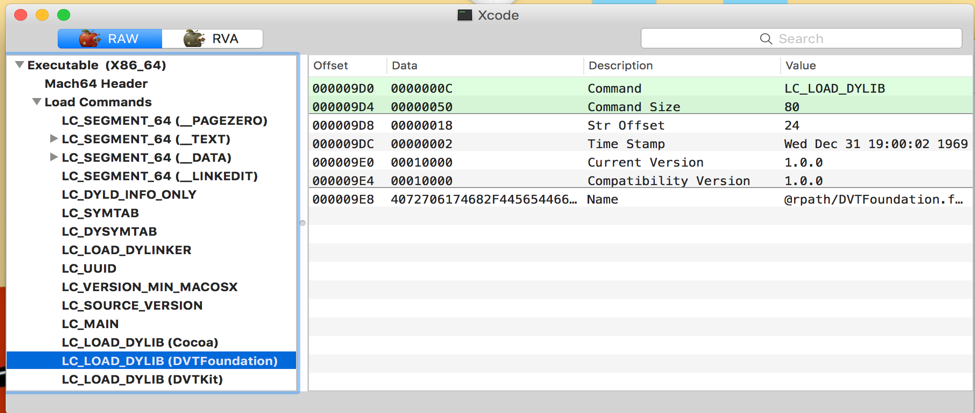 Xcode
RAW RVA Search
Executable (X86_64)
Mach64 Header
Load Commands
LC_SEGMENT_64 (__PAGEZERO)
LC_SEGMENT_64 (__TEXT)
LC_SEGMENT_64 (__DATA)
LC_SEGMENT_64 (__LINKEDIT)
LC_DYLD_INFO_ONLY
LC_SYMTAB
LC_DYSYMTAB
LC_LOAD_DYLINKER
LC_UUID
LC_VERSION_MIN_MACOSX
LC_SOURCE_VERSION
LC_MAIN
LC_LOAD_DYLIB (Cocoa)
LC_LOAD_DYLIB (DVTFoundation)
LC_LOAD_DYLIB (DVTKit)
Offset Data Description Value
000009D0 0000000C Command LC_LOAD_DYLIB
000009D4 00000050 Command Size 80
000009D8 00000018 Str Offset 24
000009DC 00000002 Time Stamp Wed Dec 31 19:00:02 1969
000009E0 00010000 Current Version 1.0.0
000009E4 00010000 Compatibility Version 1.0.0
000009E8 4072706174682F445654466… Name @rpath/DVTFoundation.f…